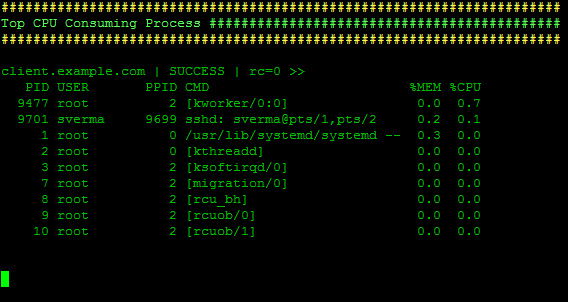 ######################################################################
Top CPU Consuming Process ############################################
######################################################################
client.example.com | SUCCESS | rc=0 >>
PID USER PPID CMD %MEM %CPU
9477 root 2 [kworker/0:0] 0.0 0.7
9701 sverma 9699 sshd: sverma@pts/1,pts/2 0.2 0.1
1 root 0 /usr/lib/systemd/systemd -- 0.3 0.0
2 root 0 [kthreadd] 0.0 0.0
3 root 2 [ksoftirqd/0] 0.0 0.0
7 root 2 [migration/0] 0.0 0.0
8 root 2 [rcu_bh] 0.0 0.0
9 root 2 [rcuob/0] 0.0 0.0
10 root 2 [rcuob/1] 0.0 0.0